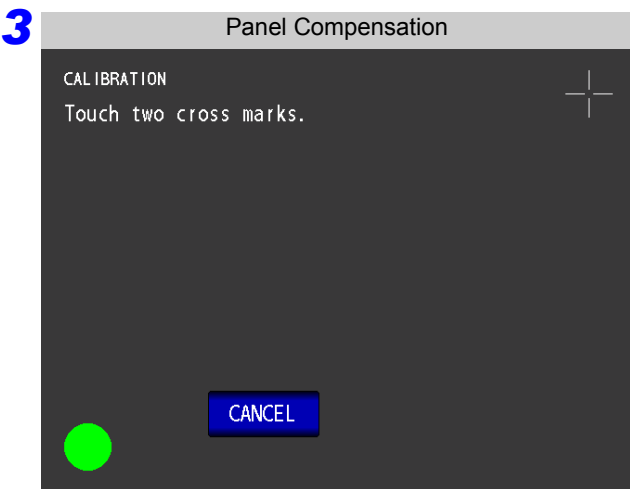 3
Panel Compensation
CALIBRATION
Touch two cross marks.
CANCEL